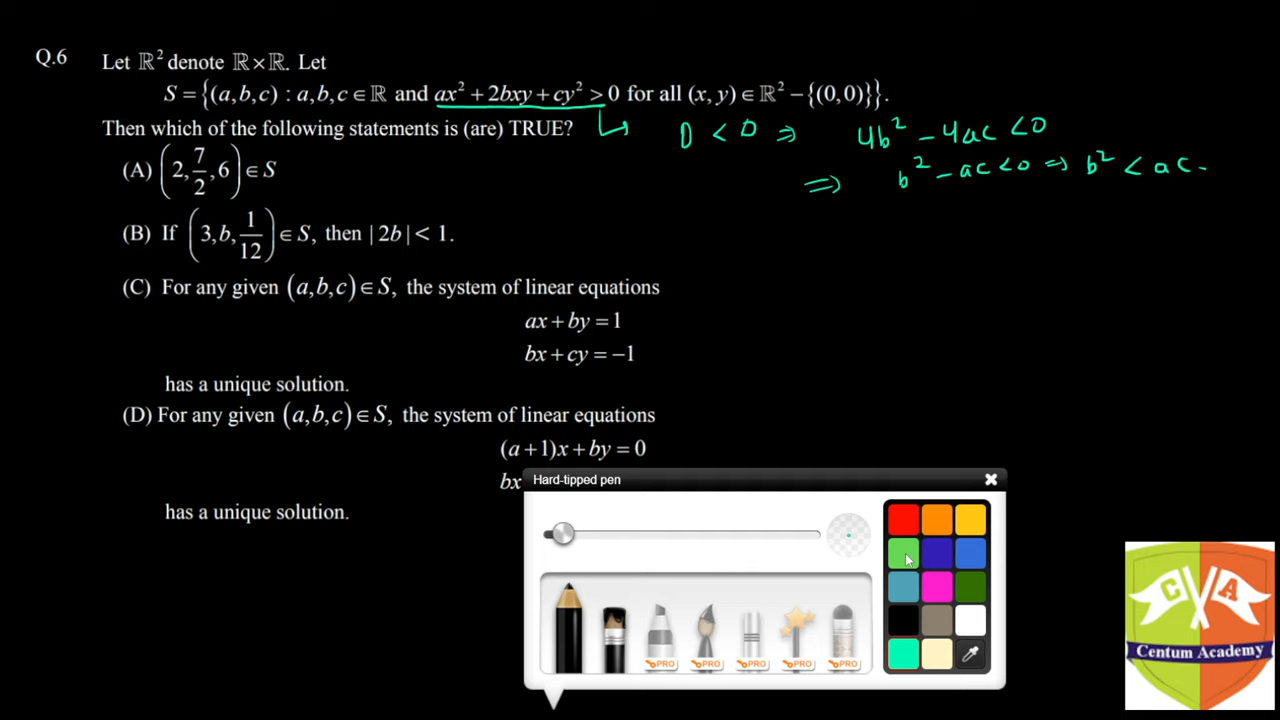 Q.6 Let ℝ² denote ℝ×ℝ. Let
S = {(a,b,c) : a,b,c ∈ ℝ and ax² + 2bxy + cy² > 0 for all (x, y) ∈ ℝ² − {(0,0)}}.
Then which of the following statements is (are) TRUE?
D < 0 ⇒ 4b² − 4ac < 0
(A) (2, 7/2, 6) ∈ S
⇒ b² − ac < 0 ⇒ b² < ac
(B) If (3, b, 1/12) ∈ S, then | 2b | < 1.
(C) For any given (a,b,c) ∈ S, the system of linear equations
ax + by = 1
bx + cy = −1
has a unique solution.
(D) For any given (a,b,c) ∈ S, the system of linear equations
(a + 1)x + by = 0
bx
has a unique solution.
Hard-tipped pen
PRO PRO PRO PRO PRO
C A
Centum Academy